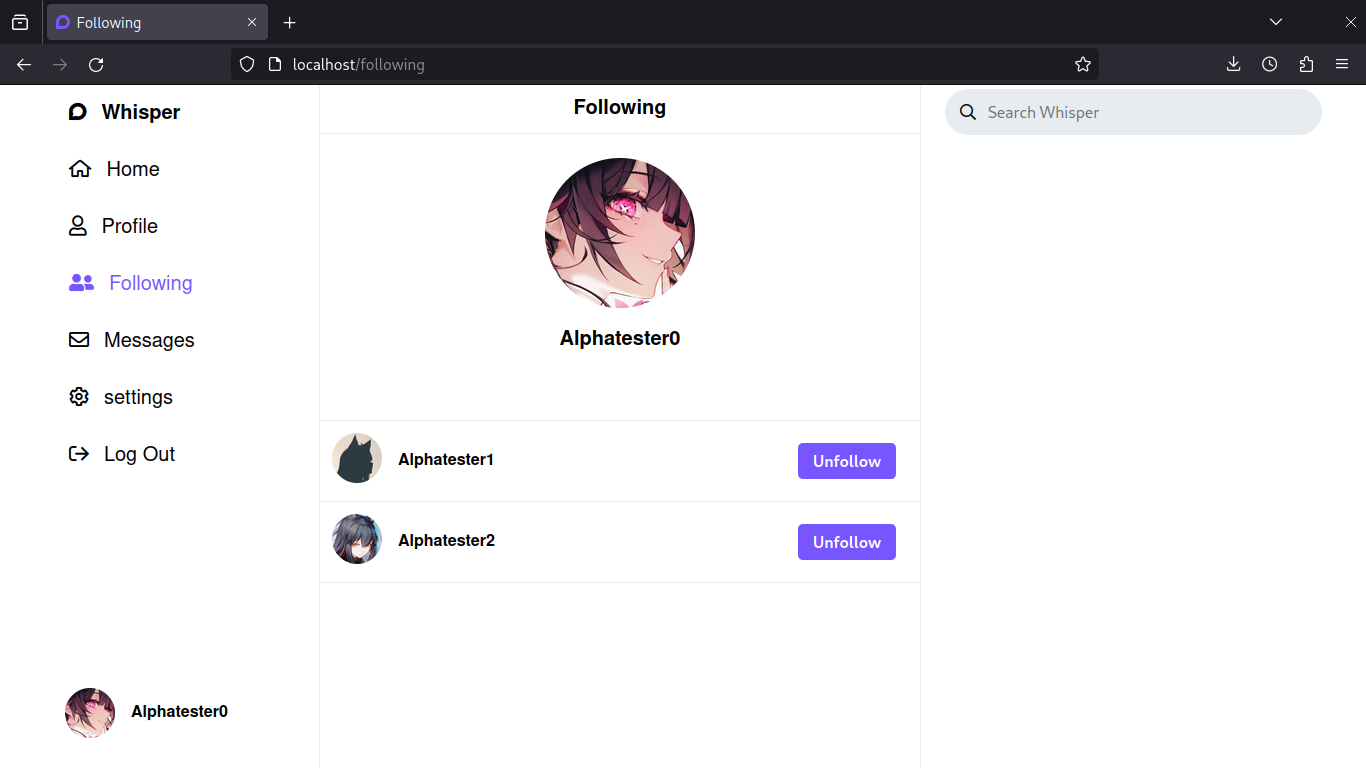 Following
localhost/following
Whisper
Home
Profile
Following
Messages
settings
Log Out
Alphatester0
Following
Alphatester0
Alphatester1
Unfollow
Alphatester2
Unfollow
Search Whisper